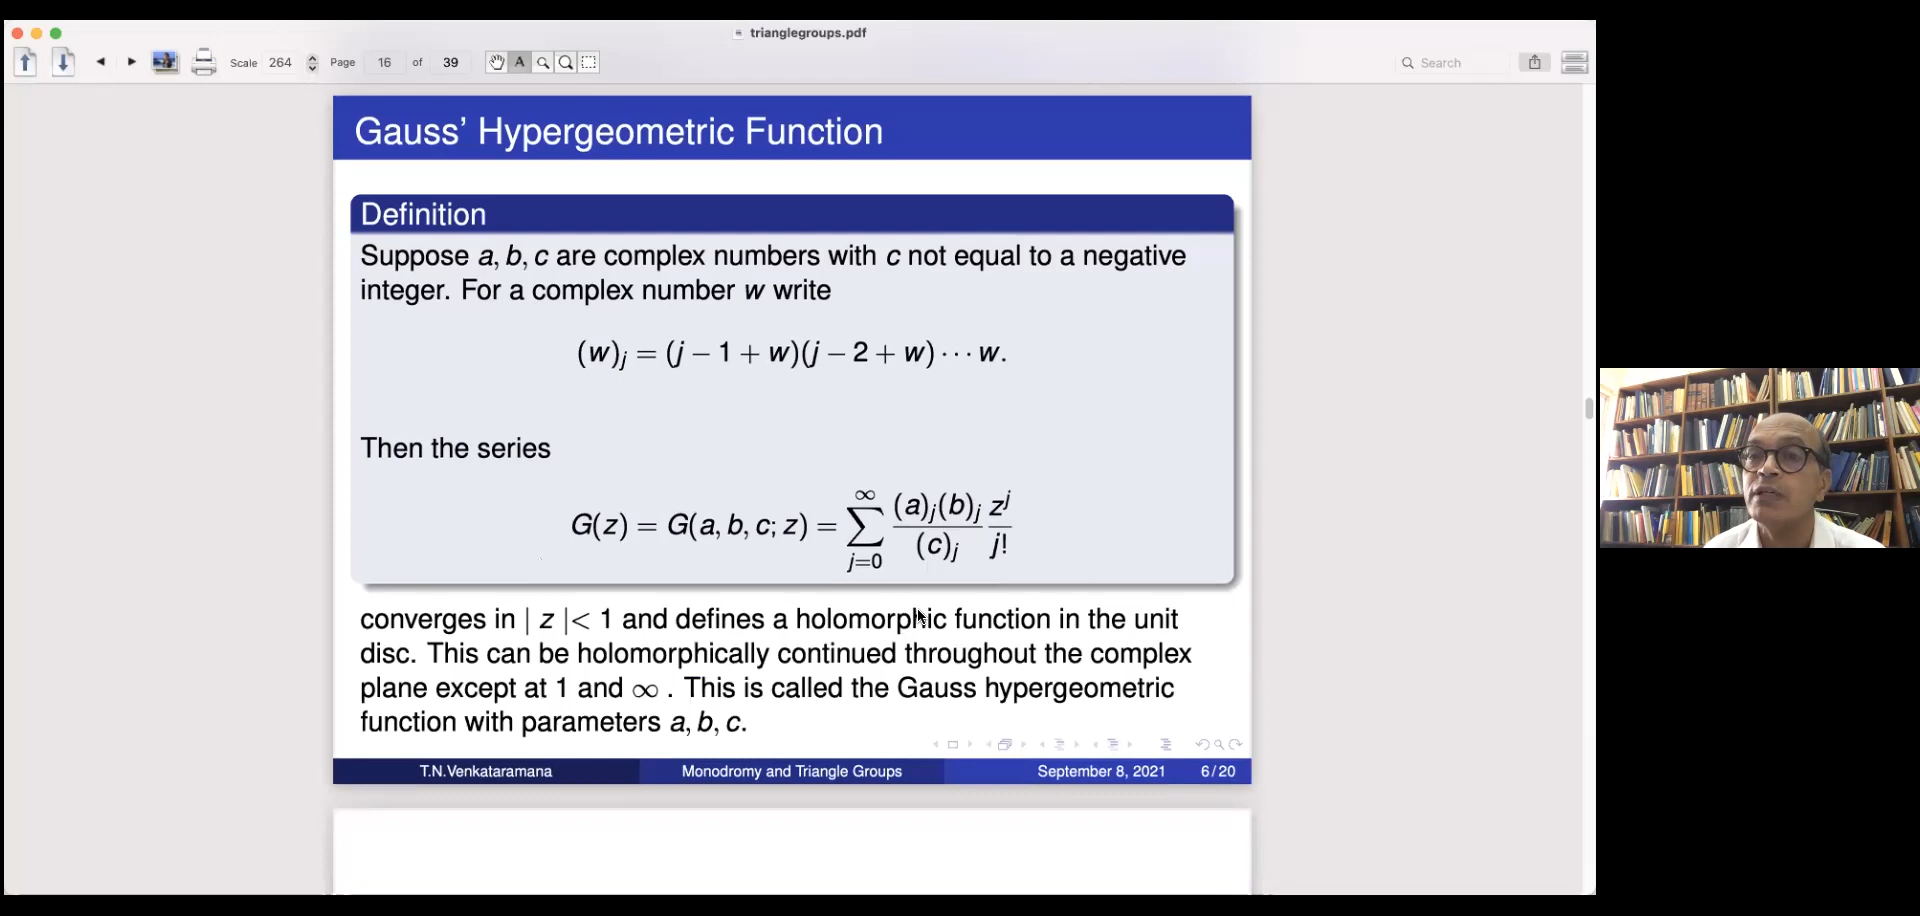 trianglegroups.pdf
Scale 264 Page 16 of 39 A Search
Gauss' Hypergeometric Function
Definition
Suppose a, b, c are complex numbers with c not equal to a negative
integer. For a complex number w write
(w)_j = (j − 1 + w)(j − 2 + w) ⋯ w.
Then the series
G(z) = G(a, b, c; z) = ∑_{j=0}^{∞} \frac{(a)_j(b)_j}{(c)_j} \frac{z^j}{j!}
converges in | z |< 1 and defines a holomorphic function in the unit
disc. This can be holomorphically continued throughout the complex
plane except at 1 and ∞ . This is called the Gauss hypergeometric
function with parameters a, b, c.
T.N.Venkataramana Monodromy and Triangle Groups September 8, 2021 6/20